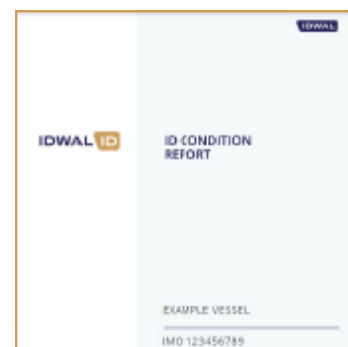 IDWAL
IDWAL ID
ID CONDITION
REPORT
EXAMPLE VESSEL
IMO 123456789